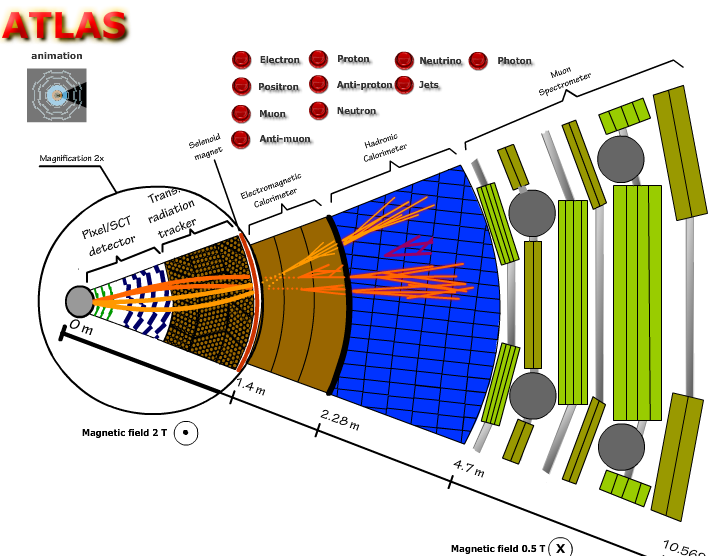 ATLAS
animation
Electron
Proton
Neutrino
Photon
Positron
Anti-proton
Jets
Muon
Neutron
Anti-muon
Muon
Spectrometer
Hadronic
Calorimeter
Selenoid
magnet
Electromagnetic
Calorimeter
Magnification 2x
Pixel/SCT
detector
Trans.
radiation
tracker
0 m
1.4 m
2.28 m
4.7 m
Magnetic field 2 T
Magnetic field 0.5 T
X